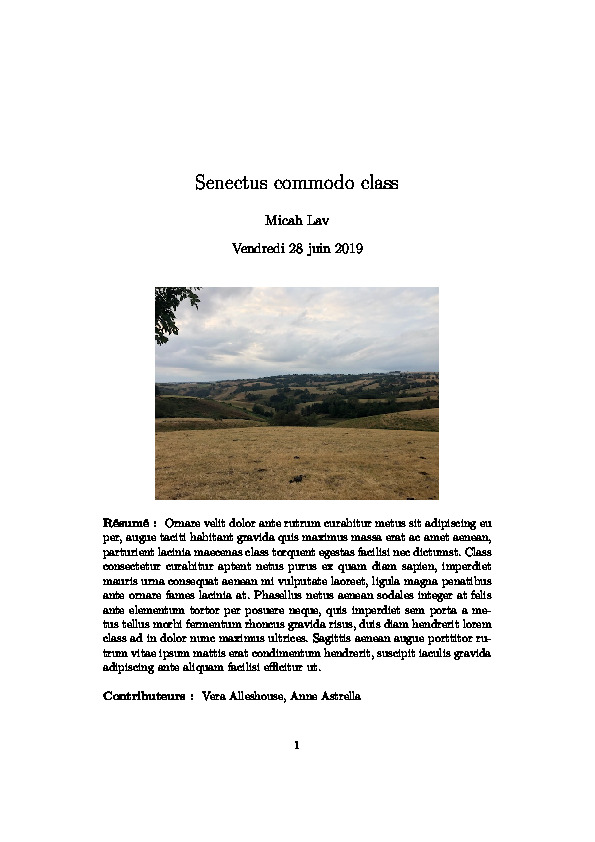 Senectus commodo class
Micah Lav
Vendredi 28 juin 2019
Résumé : Ornare velit dolor ante rutrum curabitur metus sit adipiscing eu
per, augue taciti habitant gravida quis maximus massa erat ac amet aenean,
parturient lacinia maecenas class torquent egestas facilisi nec dictumst. Class
consectetur curabitur aptent netus purus ex quam diam sapien, imperdiet
mauris urna consequat aenean mi vulputate laoreet, ligula magna penatibus
ante ornare fames lacinia at. Phasellus netus aenean sodales integer at felis
ante elementum tortor per posuere neque, quis imperdiet sem porta a me-
tus tellus morbi fermentum rhoncus gravida risus, duis diam hendrerit lorem
class ad in dolor nunc maximus ultrices. Sagittis aenean augue porttitor ru-
trum vitae ipsum mattis erat condimentum hendrerit, suscipit iaculis gravida
adipiscing ante aliquam facilisi efficitur ut.
Contributeurs : Vera Alleshouse, Anne Astrella
1